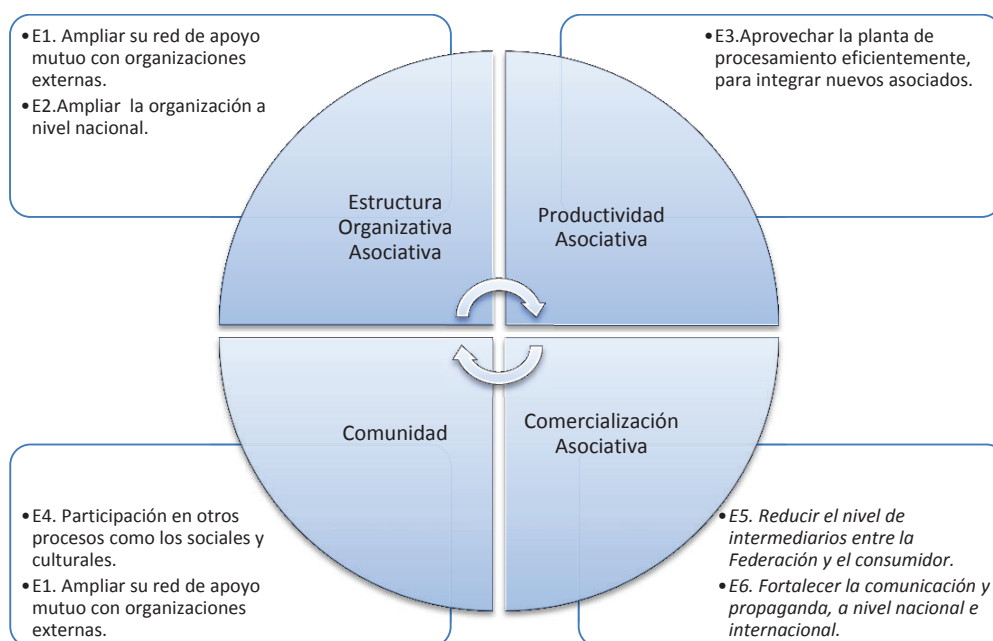 •E1. Ampliar su red de apoyo
mutuo con organizaciones
externas.
•E2.Ampliar la organización a
nivel nacional.
•E3.Aprovechar la planta de
procesamiento eficientemente,
para integrar nuevos asociados.
Estructura
Organizativa
Asociativa
Productividad
Asociativa
Comunidad
Comercialización
Asociativa
•E4. Participación en otros
procesos como los sociales y
culturales.
•E1. Ampliar su red de apoyo
mutuo con organizaciones
externas.
•E5. Reducir el nivel de
intermediarios entre la
Federación y el consumidor.
•E6. Fortalecer la comunicación y
propaganda, a nivel nacional e
internacional.